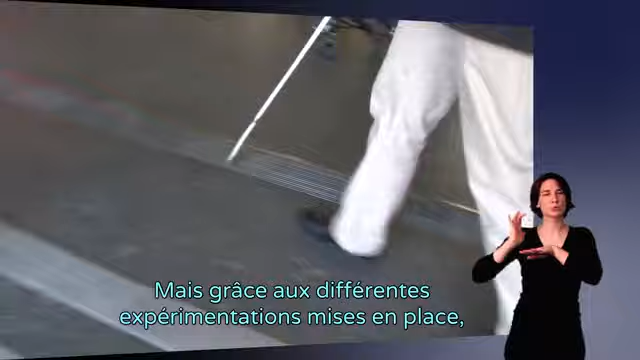 Mais grâce aux différentes
expérimentations mises en place,